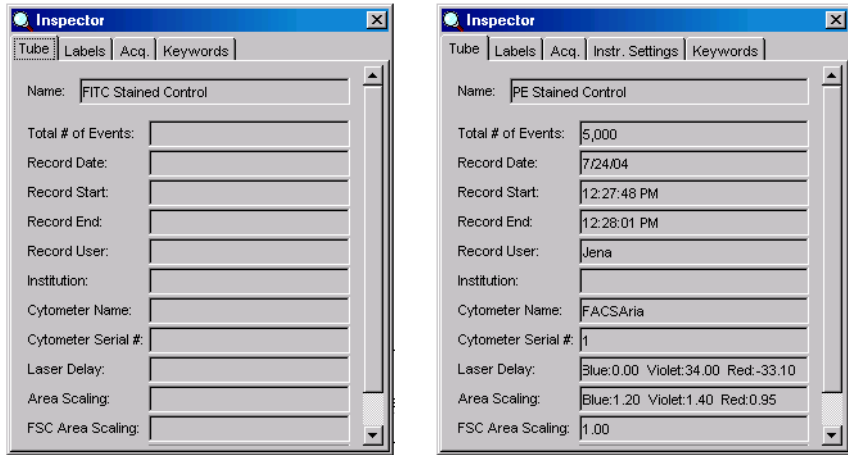 Inspector
Tube Labels Acq. Keywords
Name: FITC Stained Control
Total # of Events:
Record Date:
Record Start:
Record End:
Record User:
Institution:
Cytometer Name:
Cytometer Serial #:
Laser Delay:
Area Scaling:
FSC Area Scaling:
Inspector
Tube Labels Acq. Instr. Settings Keywords
Name: PE Stained Control
Total # of Events: 5,000
Record Date: 7/24/04
Record Start: 12:27:48 PM
Record End: 12:28:01 PM
Record User: Jena
Institution:
Cytometer Name: FACSAria
Cytometer Serial #: 1
Laser Delay: Blue:0.00 Violet:34.00 Red:-33.10
Area Scaling: Blue:1.20 Violet:1.40 Red:0.95
FSC Area Scaling: 1.00